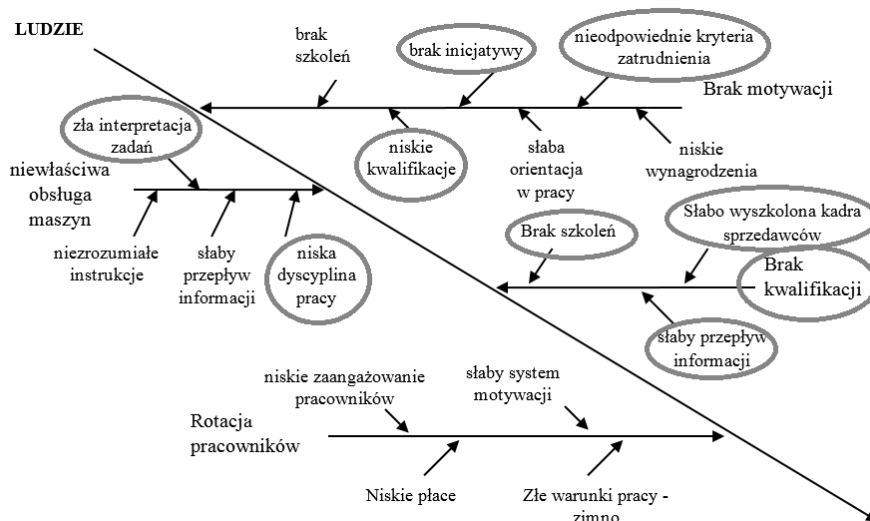 LUDZIE
brak
szkoleń
brak inicjatywy
nieodpowiednie kryteria
zatrudnienia
Brak motywacji
niskie
kwalifikacje
słaba
orientacja
w pracy
niskie
wynagrodzenia
zła interpretacja
zadań
niewłaściwa
obsługa
maszyn
niezrozumiałe
instrukcje
słaby
przepływ
informacji
niska
dyscyplina
pracy
Brak szkoleń
Słabo wyszkolona kadra
sprzedawców
Brak
kwalifikacji
słaby przepływ
informacji
niskie zaangażowanie
pracowników
słaby system
motywacji
Rotacja
pracowników
Niskie płace
Złe warunki pracy -
zimno